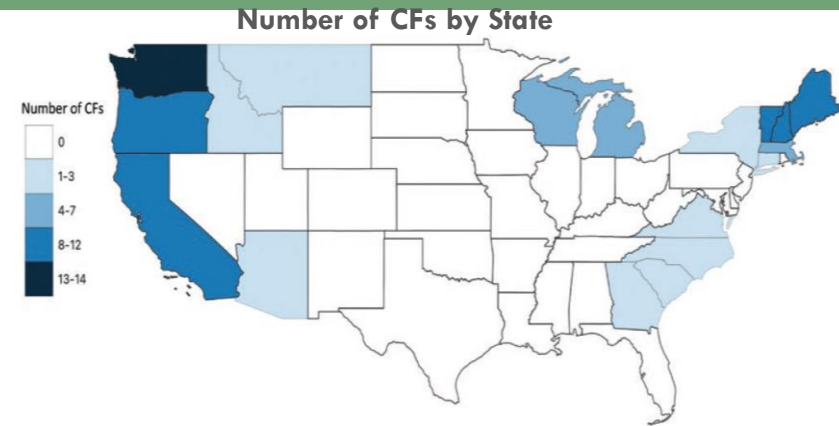 Number of CFs by State
Number of CFs
0
1-3
4-7
8-12
13-14